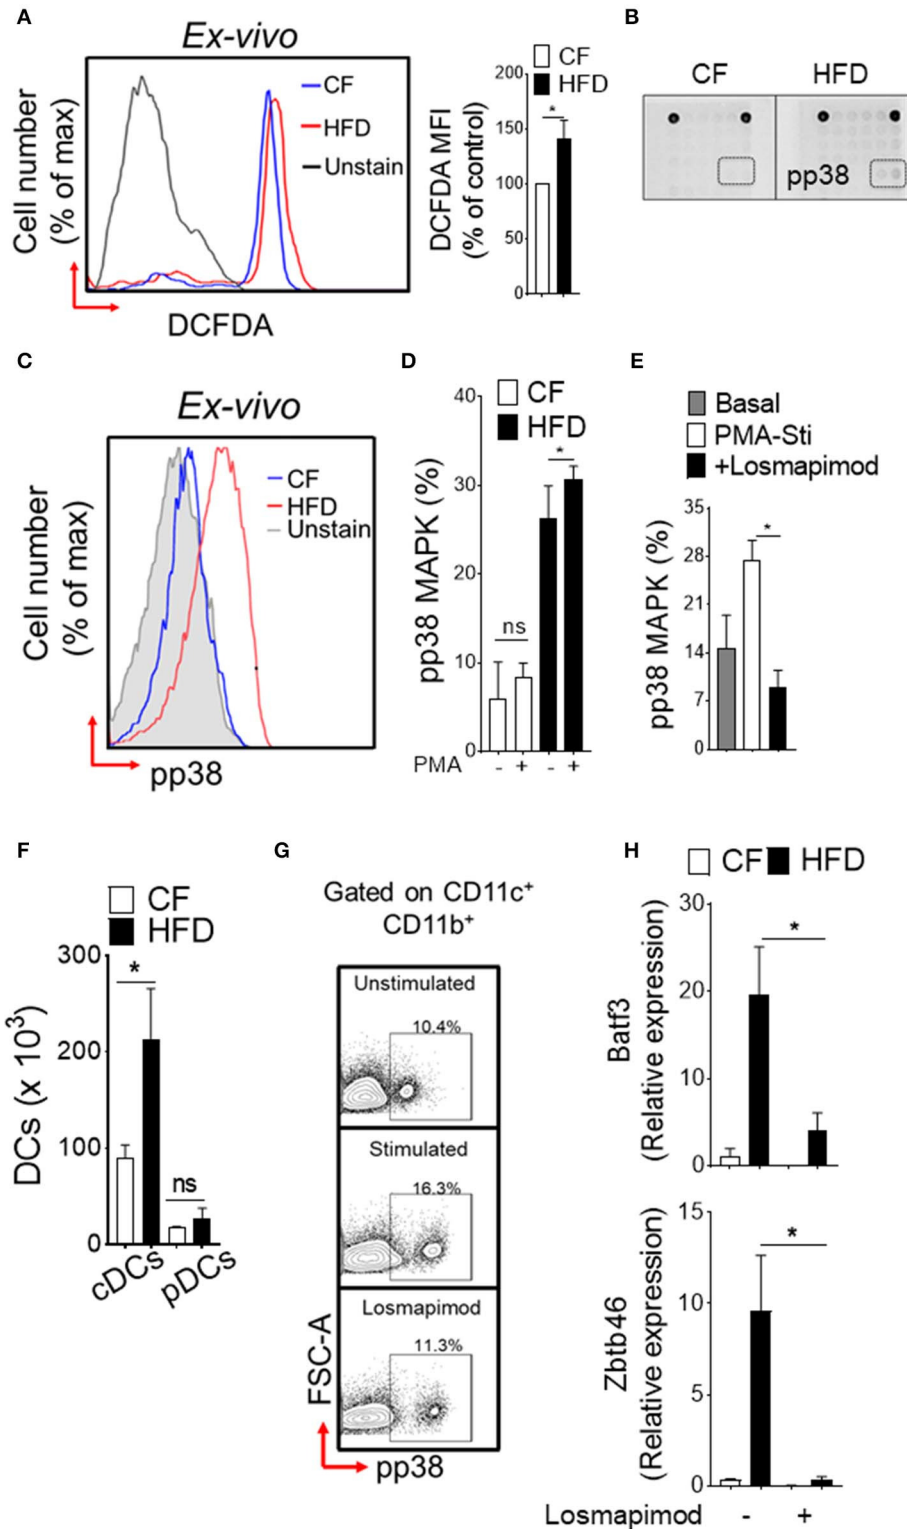 A
Ex-vivo
Cell number
(% of max)
CF
HFD
Unstain
DCFDA
CF
HFD
DCFDA MFI
(% of control)
200
150
100
50
0
*
B
CF
HFD
pp38
C
Ex-vivo
Cell number
(% of max)
CF
HFD
Unstain
pp38
D
CF
HFD
pp38 MAPK (%)
40
30
20
10
0
ns
*
PMA - + - +
E
Basal
PMA-Sti
+Losmapimod
pp38 MAPK (%)
35
28
21
14
7
0
*
F
CF
HFD
DCs (x 10³)
300
200
100
0
*
ns
cDCs
pDCs
G
Gated on CD11c⁺
CD11b⁺
Unstimulated
10.4%
Stimulated
16.3%
Losmapimod
11.3%
FSC-A
pp38
H
CF HFD
Batf3
(Relative expression)
30
20
10
0
*
Zbtb46
(Relative expression)
15
10
5
0
*
Losmapimod - +